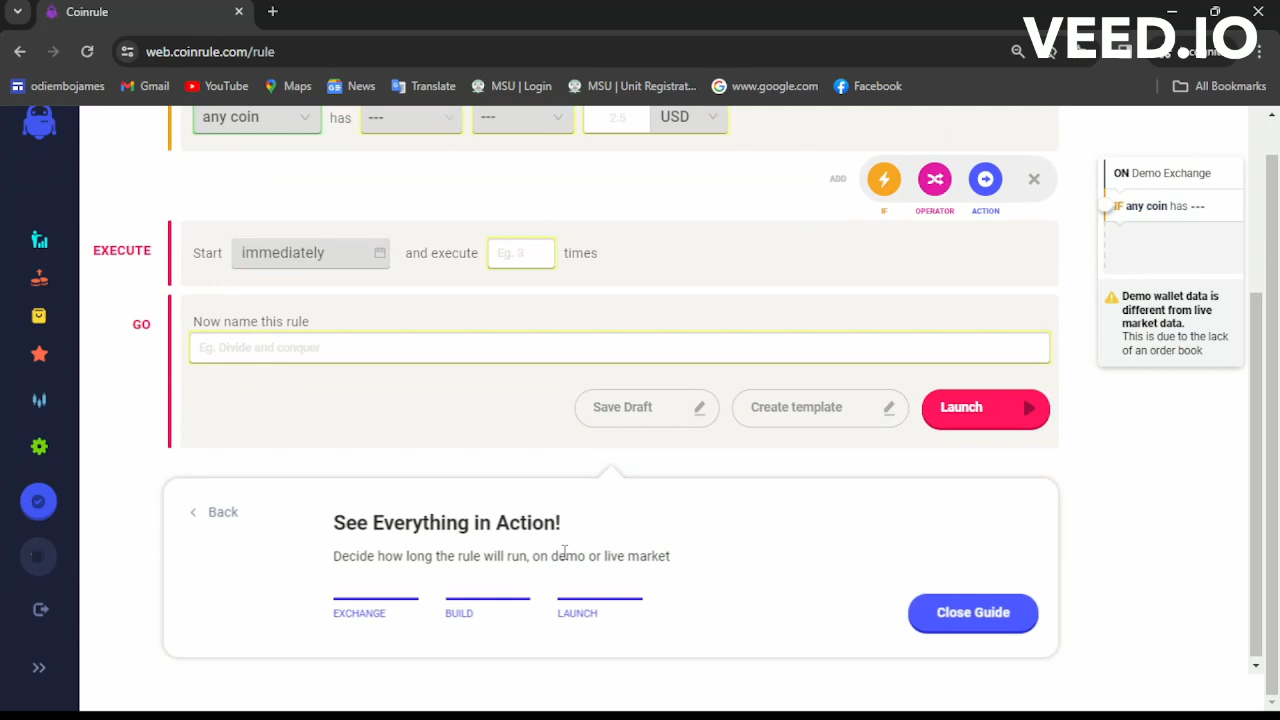 Coinrule
VEED.IO
web.coinrule.com/rule
odiembojames
Gmail
YouTube
Maps
News
Translate
MSU | Login
MSU | Unit Registrat...
www.google.com
Facebook
All Bookmarks
any coin
has
---
---
2.5
USD
ADD
IF
OPERATOR
ACTION
ON Demo Exchange
IF any coin has ---
Demo wallet data is
different from live
market data.
This is due to the lack
of an order book
EXECUTE
Start
immediately
and execute
Eg. 3
times
GO
Now name this rule
Eg. Divide and conquer
Save Draft
Create template
Launch
Back
See Everything in Action!
Decide how long the rule will run, on demo or live market
EXCHANGE
BUILD
LAUNCH
Close Guide